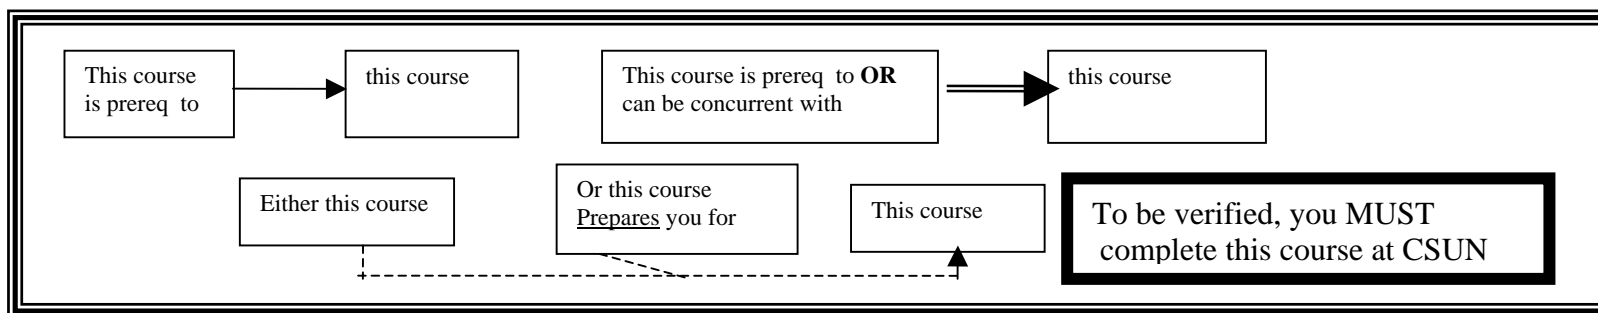 This course
is prereq to
this course
This course is prereq to OR
can be concurrent with
this course
Either this course
Or this course
Prepares you for
This course
To be verified, you MUST
complete this course at CSUN